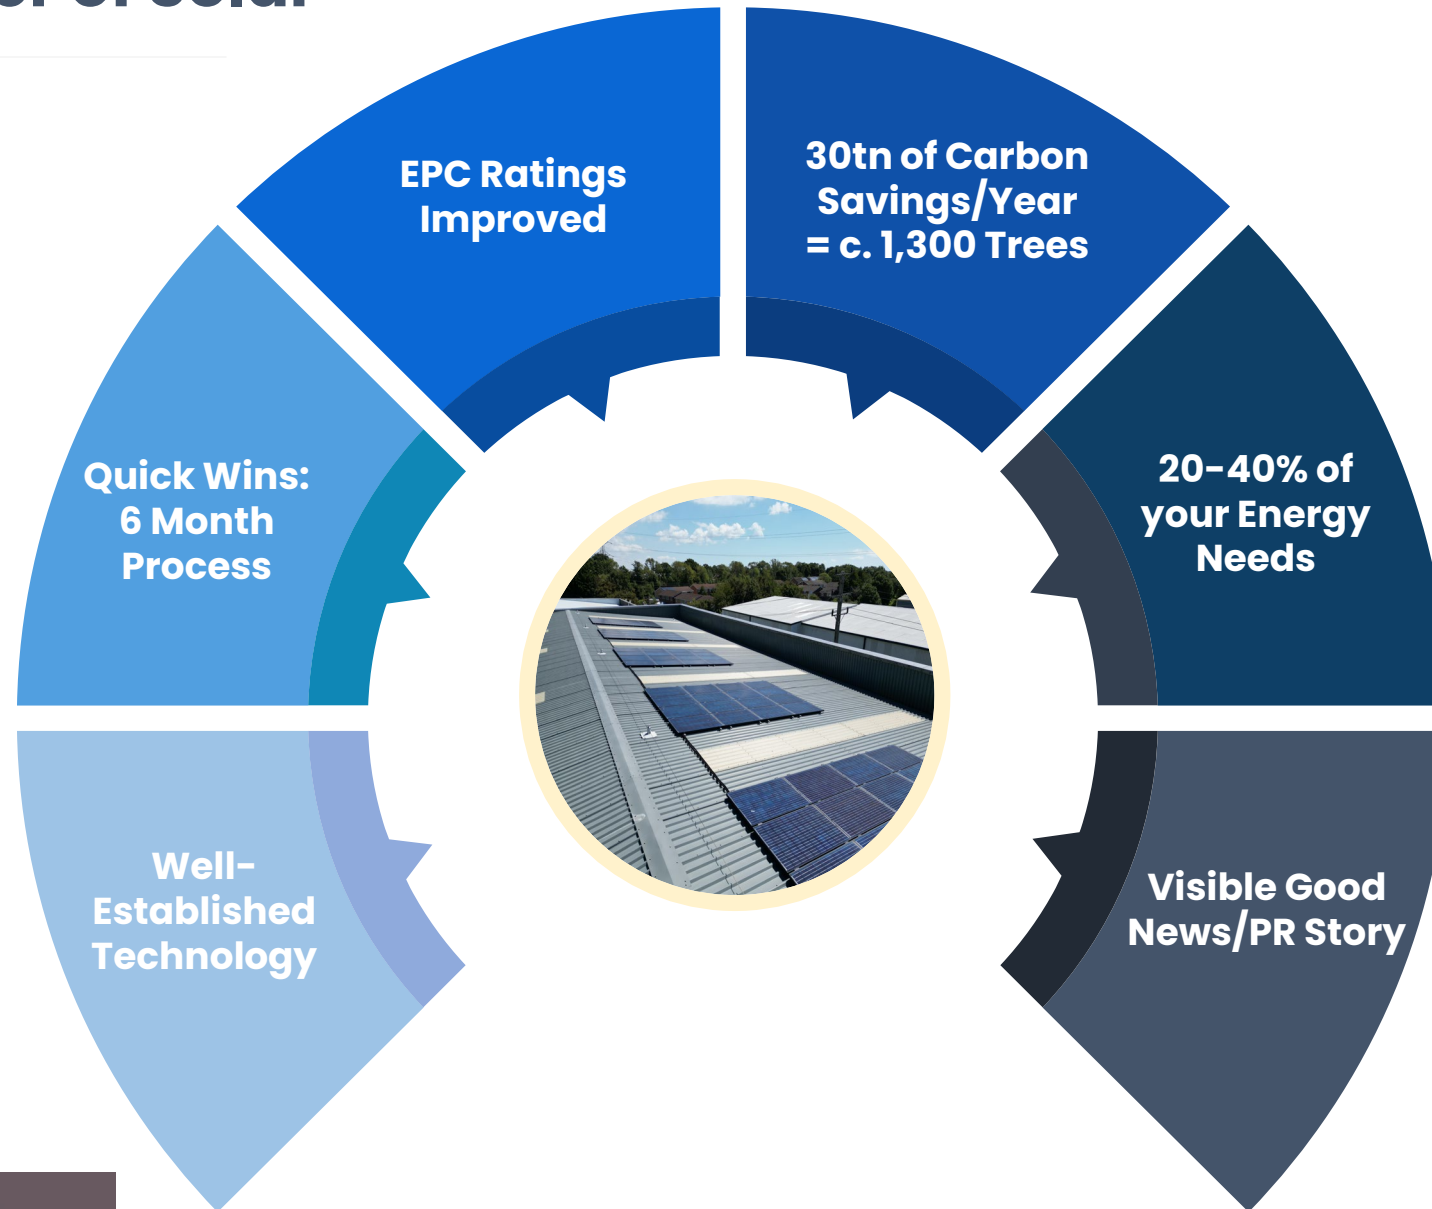 Well-
Established
Technology
Quick Wins:
6 Month
Process
EPC Ratings
Improved
30tn of Carbon
Savings/Year
= c. 1,300 Trees
20-40% of
your Energy
Needs
Visible Good
News/PR Story